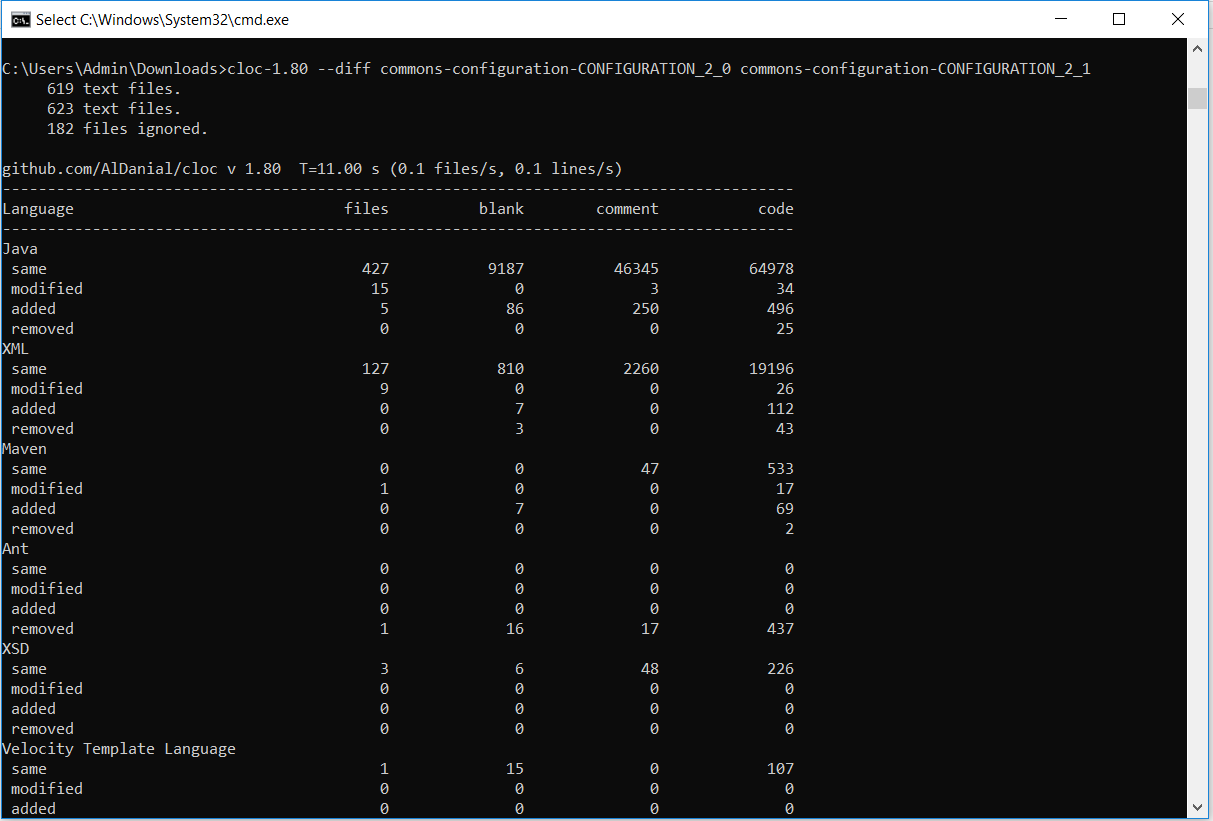 Select C:\Windows\System32\cmd.exe
C:\Users\Admin\Downloads>cloc-1.80 --diff commons-configuration-CONFIGURATION_2_0 commons-configuration-CONFIGURATION_2_1
     619 text files.
     623 text files.
     182 files ignored.
github.com/AlDanial/cloc v 1.80  T=11.00 s (0.1 files/s, 0.1 lines/s)
----------------------------------------------------------------------------------------
Language                              files          blank        comment           code
----------------------------------------------------------------------------------------
Java
 same                                   427           9187          46345          64978
 modified                                15              0              3             34
 added                                    5             86            250            496
 removed                                  0              0              0             25
XML
 same                                   127            810           2260          19196
 modified                                 9              0              0             26
 added                                    0              7              0            112
 removed                                  0              3              0             43
Maven
 same                                     0              0             47            533
 modified                                 1              0              0             17
 added                                    0              7              0             69
 removed                                  0              0              0              2
Ant
 same                                     0              0              0              0
 modified                                 0              0              0              0
 added                                    0              0              0              0
 removed                                  1             16             17            437
XSD
 same                                     3              6             48            226
 modified                                 0              0              0              0
 added                                    0              0              0              0
 removed                                  0              0              0              0
Velocity Template Language
 same                                     1             15              0            107
 modified                                 0              0              0              0
 added                                    0              0              0              0